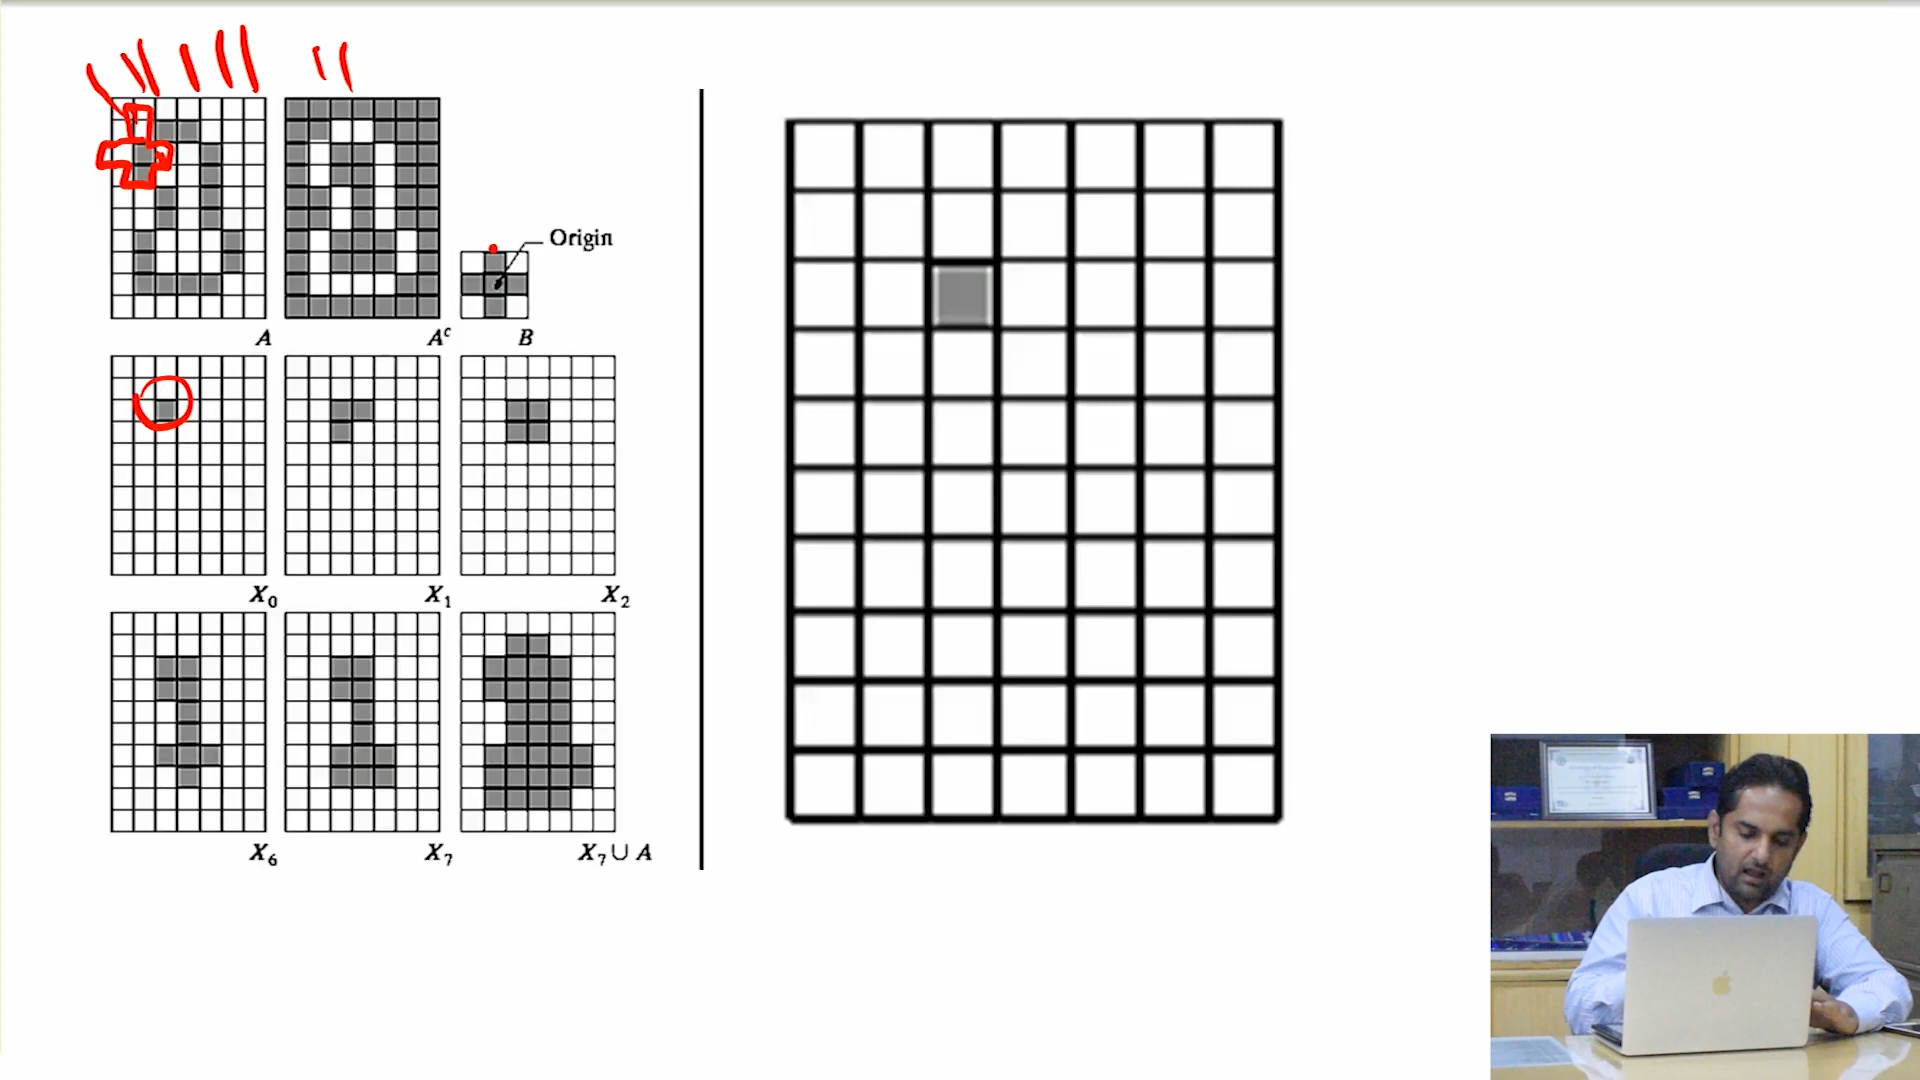 Origin
A
A^c
B
X_0
X_1
X_2
X_6
X_7
X_7 ∪ A